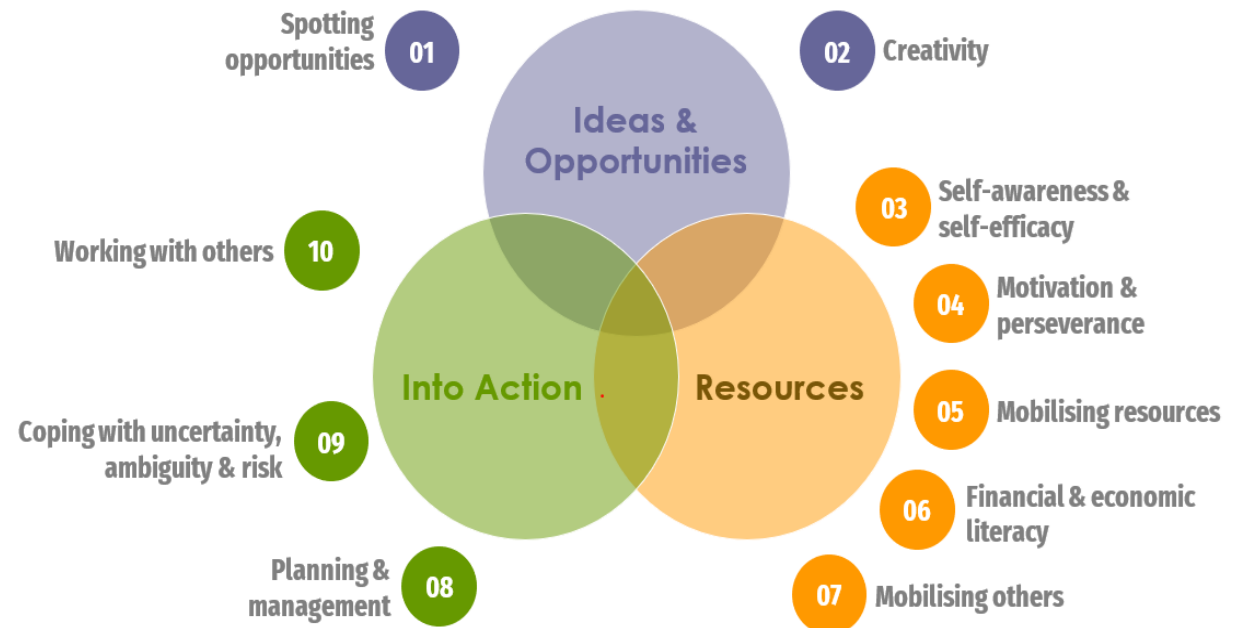 Spotting
opportunities
01
02
Creativity
Ideas &
Opportunities
03
Self-awareness &
self-efficacy
04
Motivation &
perseverance
05
Mobilising resources
06
Financial & economic
literacy
07
Mobilising others
Resources
Into Action
10
Working with others
09
Coping with uncertainty,
ambiguity & risk
08
Planning &
management